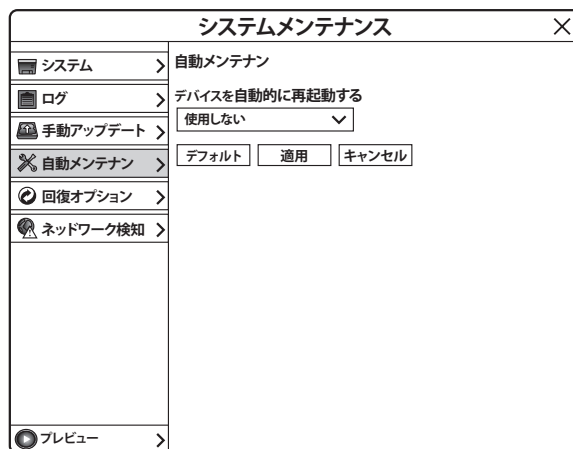 システムメンテナンス
システム
ログ
手動アップデート
自動メンテナン
回復オプション
ネッドワーク検知
プレビュー
自動メンテナン
デバイスを自動的に再起動する
使用しない
デフォルト 適用 キャンセル